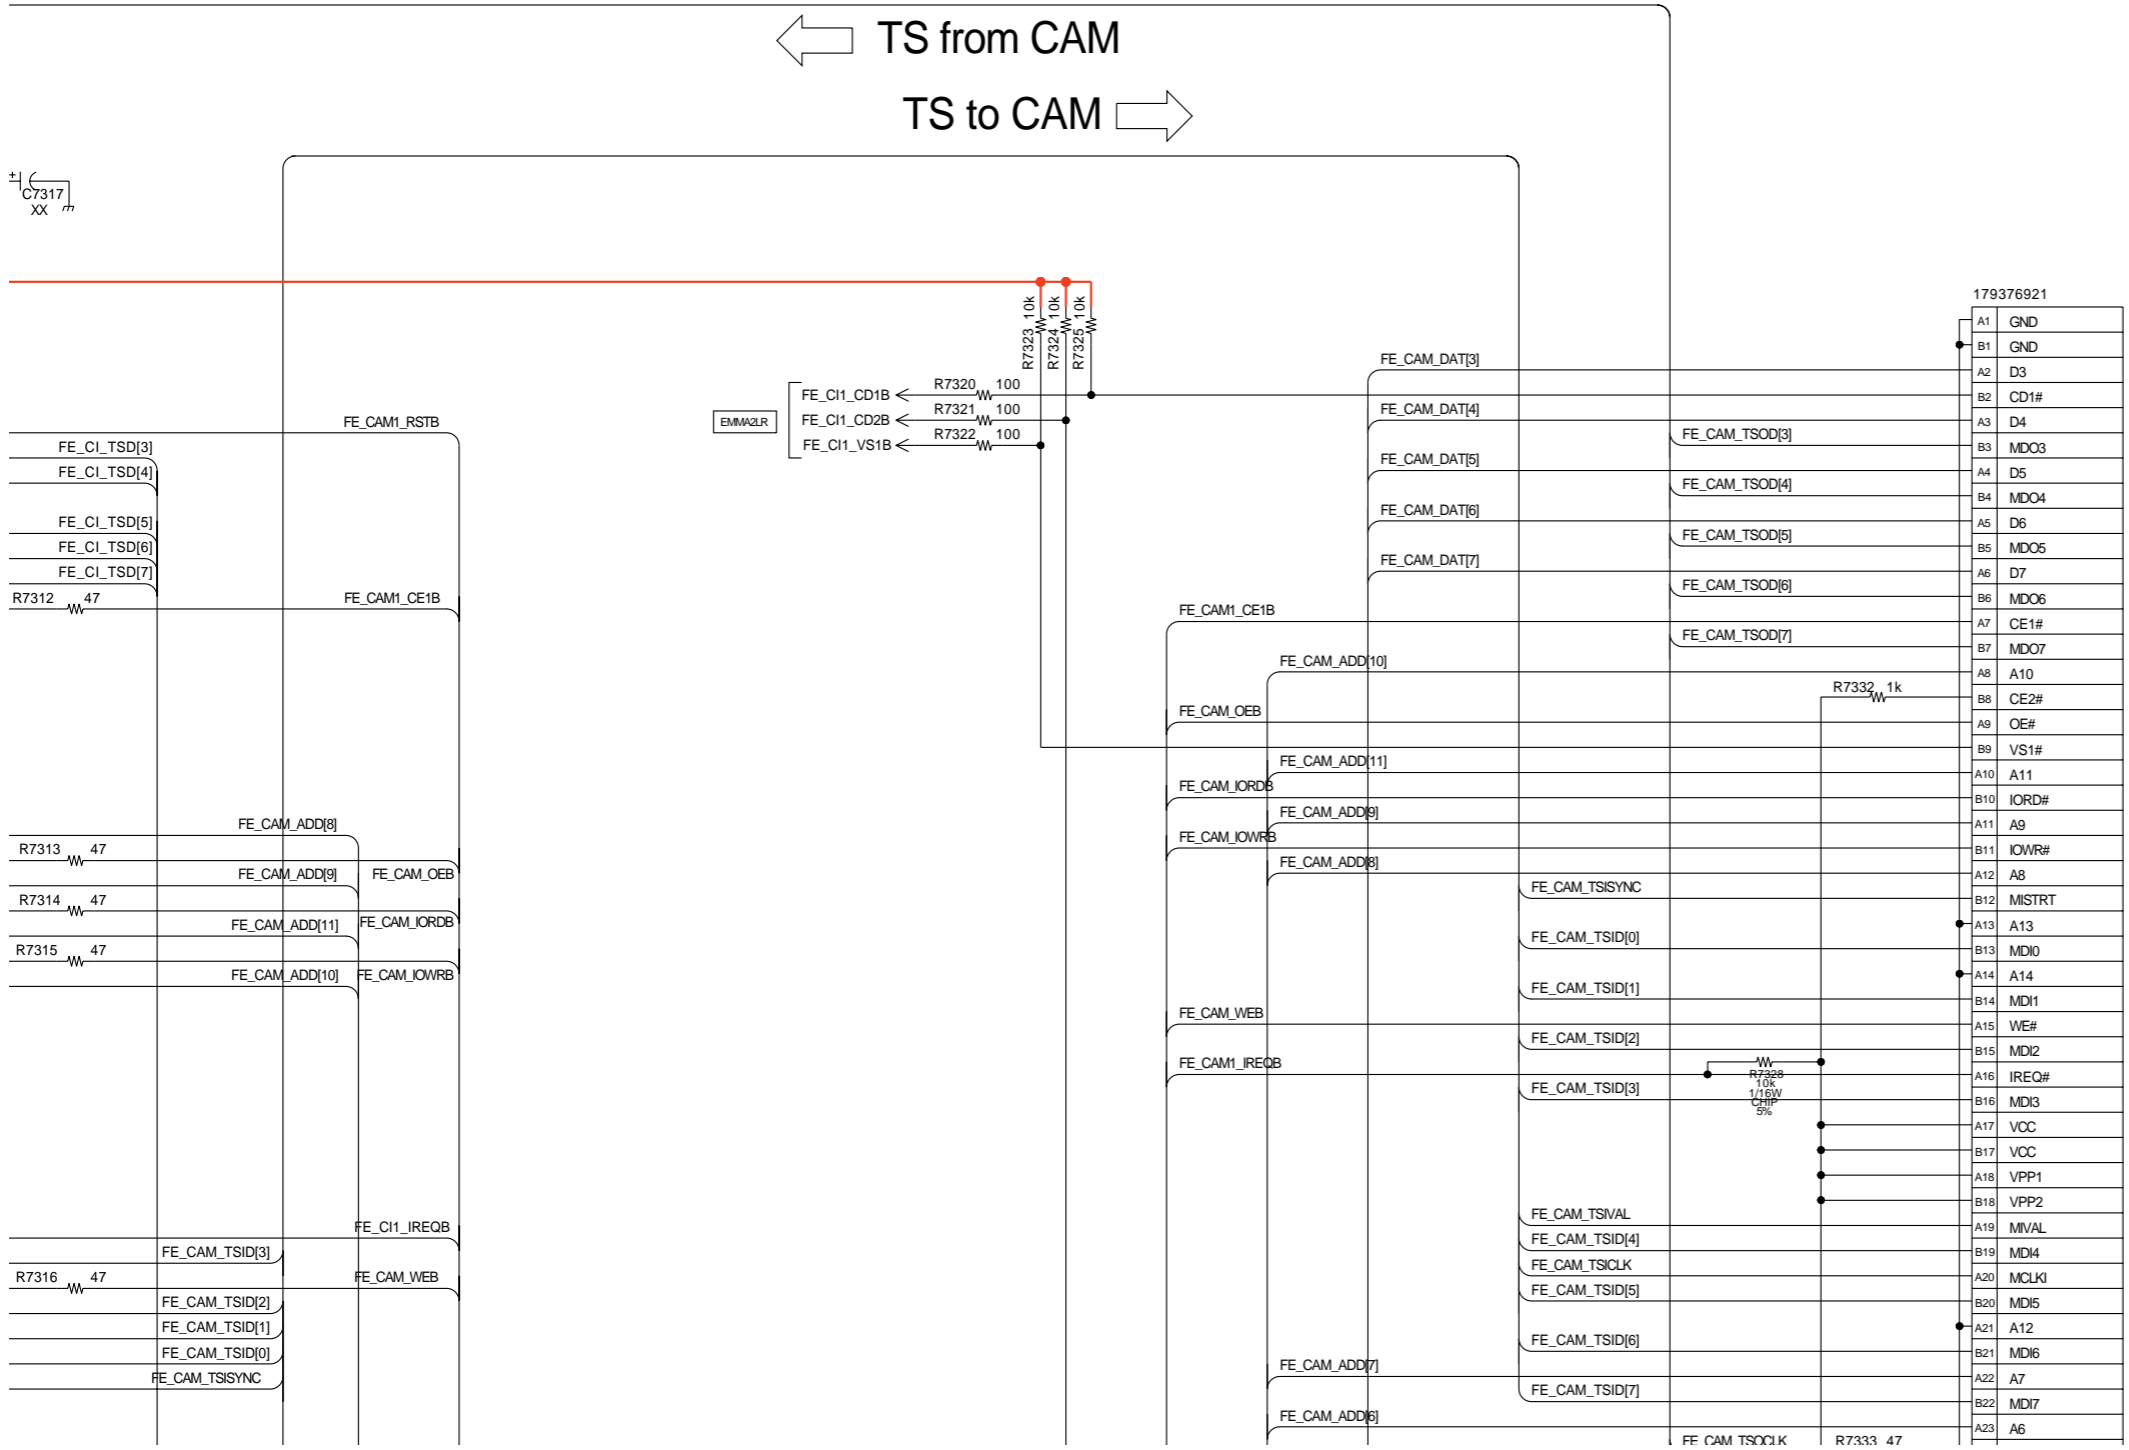 TS from CAM
TS to CAM
+
C7317
XX
179376921
R7323 10k
R7324 10k
R7325 10k
EMMA2LR
FE_CI1_CD1B
R7320 100
FE_CI1_CD2B
R7321 100
FE_CI1_VS1B
R7322 100
FE_CAM1_RSTB
FE_CI_TSD[3]
FE_CI_TSD[4]
FE_CI_TSD[5]
FE_CI_TSD[6]
FE_CI_TSD[7]
R7312 47
FE_CAM1_CE1B
FE_CAM_ADD[8]
R7313 47
FE_CAM_ADD[9]
FE_CAM_OEB
R7314 47
FE_CAM_ADD[11]
FE_CAM_IORDB
R7315 47
FE_CAM_ADD[10]
FE_CAM_IOWRB
FE_CI1_IREQB
FE_CAM_TSID[3]
R7316 47
FE_CAM_WEB
FE_CAM_TSID[2]
FE_CAM_TSID[1]
FE_CAM_TSID[0]
FE_CAM_TSISYNC
FE_CAM1_CE1B
FE_CAM_OEB
FE_CAM_IORDB
FE_CAM_IOWRB
FE_CAM_WEB
FE_CAM1_IREQB
FE_CAM_ADD[10]
FE_CAM_ADD[11]
FE_CAM_ADD[9]
FE_CAM_ADD[8]
FE_CAM_ADD[7]
FE_CAM_ADD[6]
FE_CAM_DAT[3]
FE_CAM_DAT[4]
FE_CAM_DAT[5]
FE_CAM_DAT[6]
FE_CAM_DAT[7]
FE_CAM_TSISYNC
FE_CAM_TSID[0]
FE_CAM_TSID[1]
FE_CAM_TSID[2]
FE_CAM_TSID[3]
FE_CAM_TSIVAL
FE_CAM_TSID[4]
FE_CAM_TSICLK
FE_CAM_TSID[5]
FE_CAM_TSID[6]
FE_CAM_TSID[7]
FE_CAM_TSOD[3]
FE_CAM_TSOD[4]
FE_CAM_TSOD[5]
FE_CAM_TSOD[6]
FE_CAM_TSOD[7]
R7332 1k
R7328
10k
1/16W
CHIP
5%
FE_CAM_TSOCLK
R7333 47
A1 GND
B1 GND
A2 D3
B2 CD1#
A3 D4
B3 MDO3
A4 D5
B4 MDO4
A5 D6
B5 MDO5
A6 D7
B6 MDO6
A7 CE1#
B7 MDO7
A8 A10
B8 CE2#
A9 OE#
B9 VS1#
A10 A11
B10 IORD#
A11 A9
B11 IOWR#
A12 A8
B12 MISTRT
A13 A13
B13 MDI0
A14 A14
B14 MDI1
A15 WE#
B15 MDI2
A16 IREQ#
B16 MDI3
A17 VCC
B17 VCC
A18 VPP1
B18 VPP2
A19 MIVAL
B19 MDI4
A20 MCLKI
B20 MDI5
A21 A12
B21 MDI6
A22 A7
B22 MDI7
A23 A6